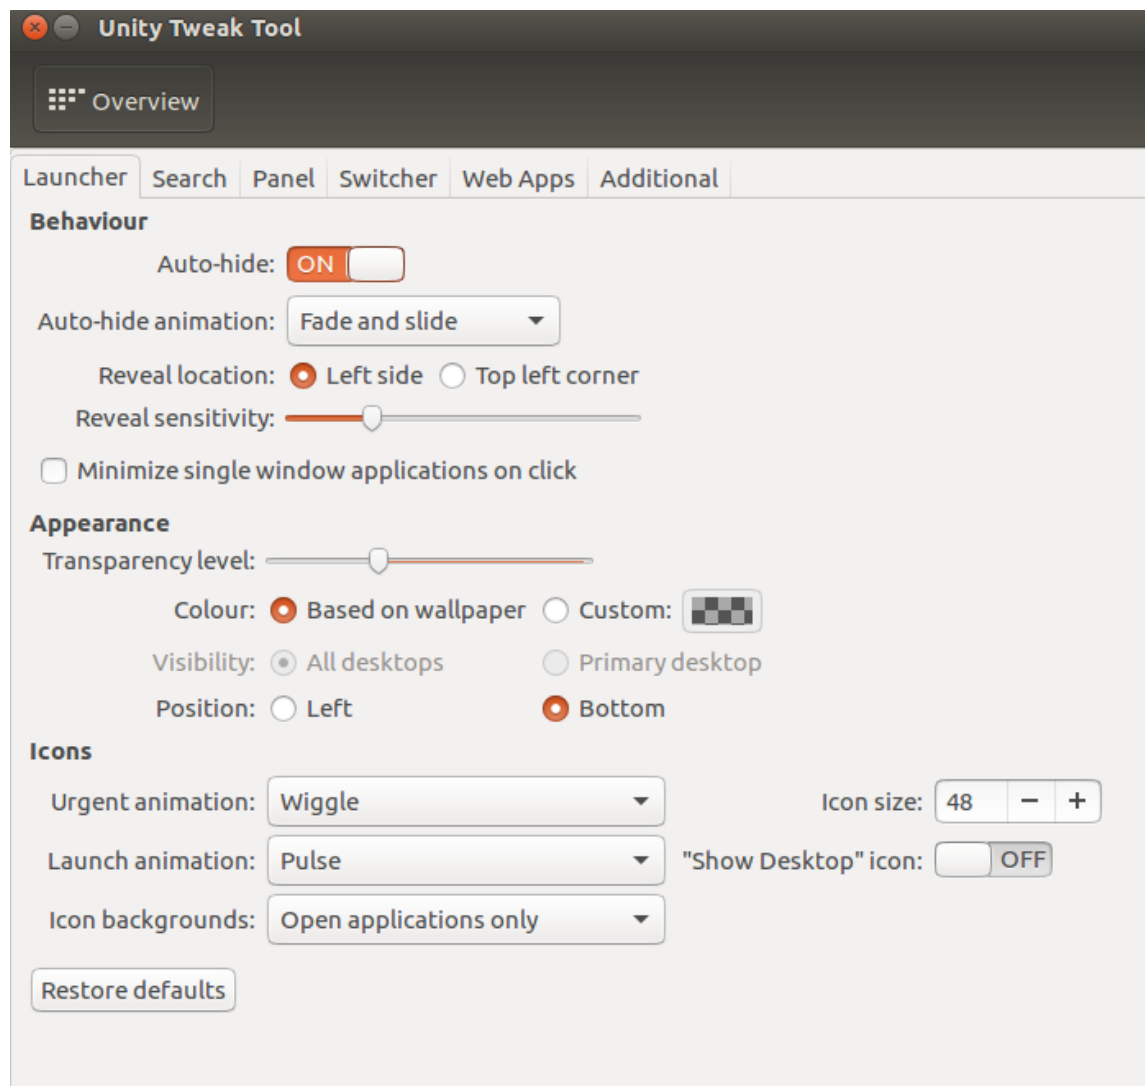 Unity Tweak Tool
Overview
Launcher Search Panel Switcher Web Apps Additional
Behaviour
Auto-hide: ON
Auto-hide animation: Fade and slide
Reveal location: Left side Top left corner
Reveal sensitivity:
Minimize single window applications on click
Appearance
Transparency level:
Colour: Based on wallpaper Custom:
Visibility: All desktops Primary desktop
Position: Left Bottom
Icons
Urgent animation: Wiggle Icon size: 48 − +
Launch animation: Pulse "Show Desktop" icon: OFF
Icon backgrounds: Open applications only
Restore defaults